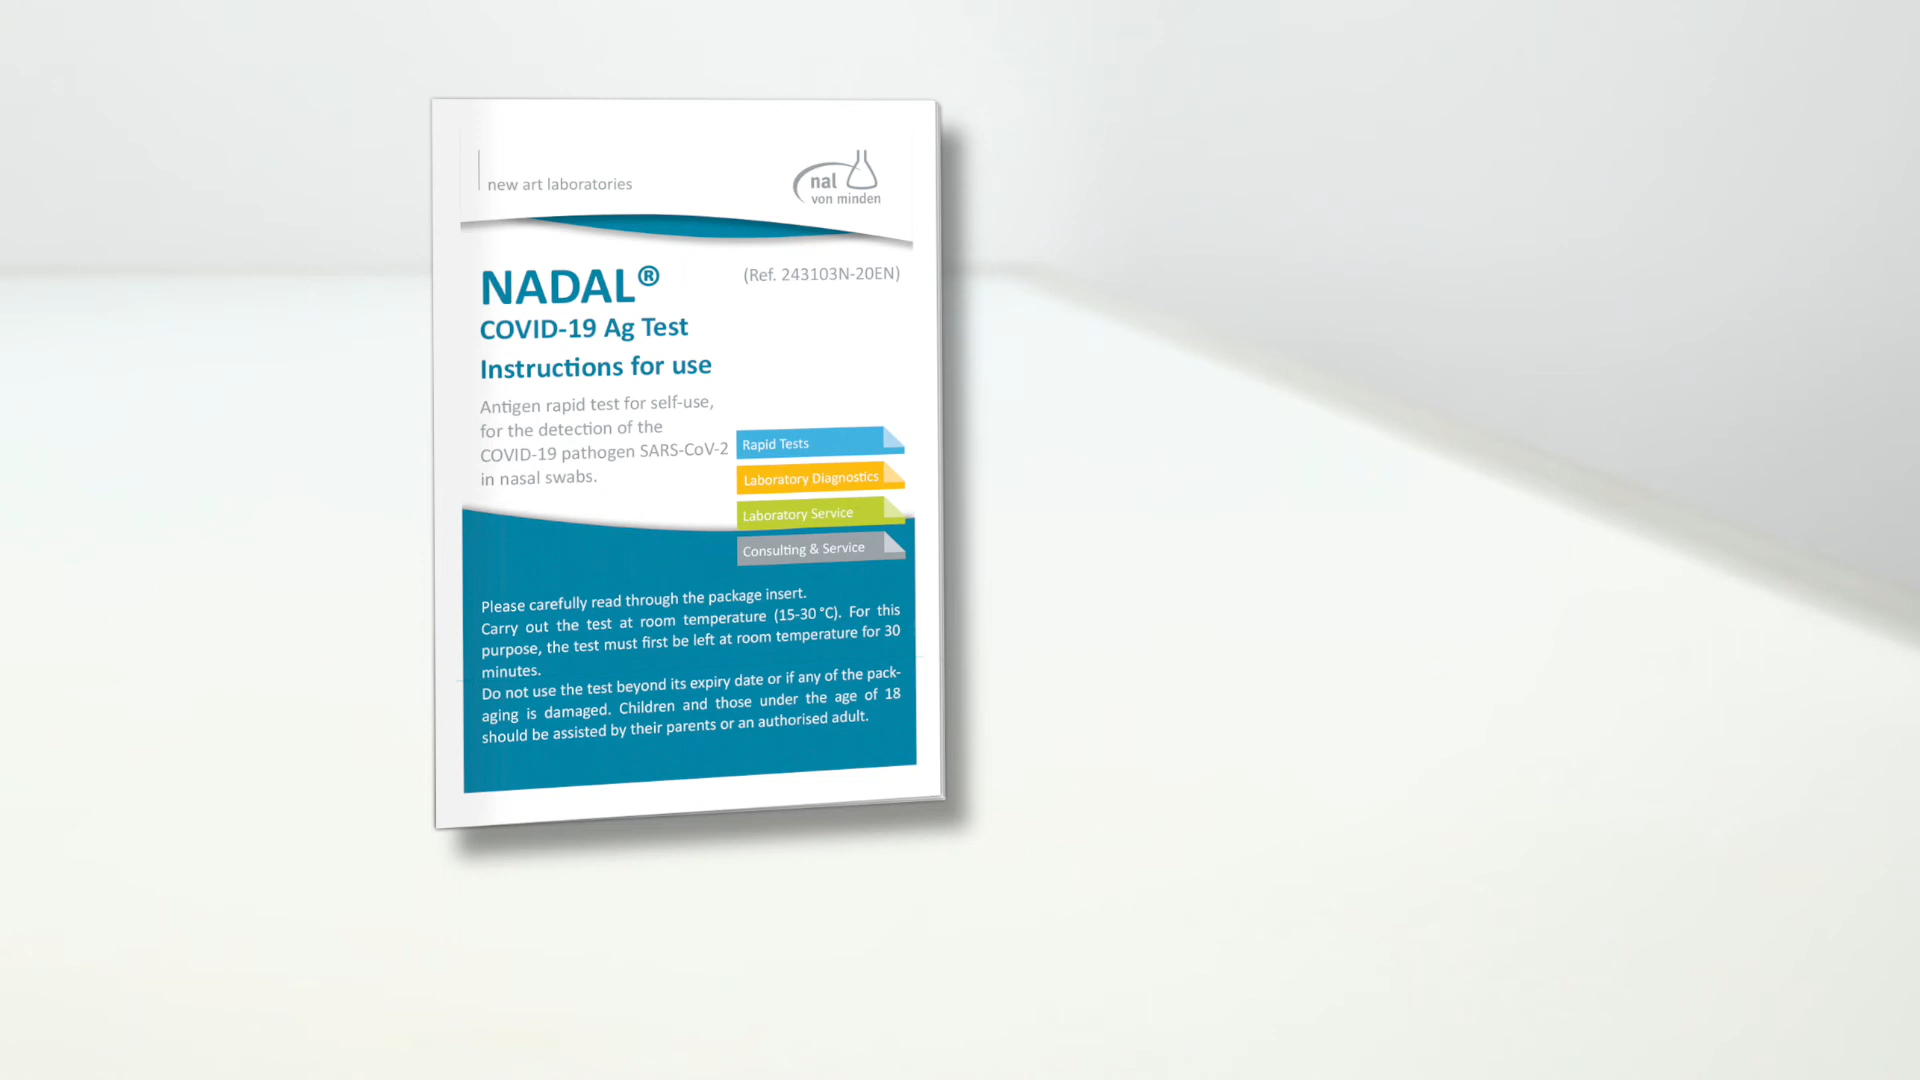 new art laboratories
nal
von minden
NADAL®
(Ref. 243103N-20EN)
COVID-19 Ag Test
Instructions for use
Antigen rapid test for self-use,
for the detection of the
COVID-19 pathogen SARS-CoV-2
in nasal swabs.
Rapid Tests
Laboratory Diagnostics
Laboratory Service
Consulting & Service
Please carefully read through the package insert.
Carry out the test at room temperature (15-30 °C). For this
purpose, the test must first be left at room temperature for 30
minutes.
Do not use the test beyond its expiry date or if any of the pack-
aging is damaged. Children and those under the age of 18
should be assisted by their parents or an authorised adult.